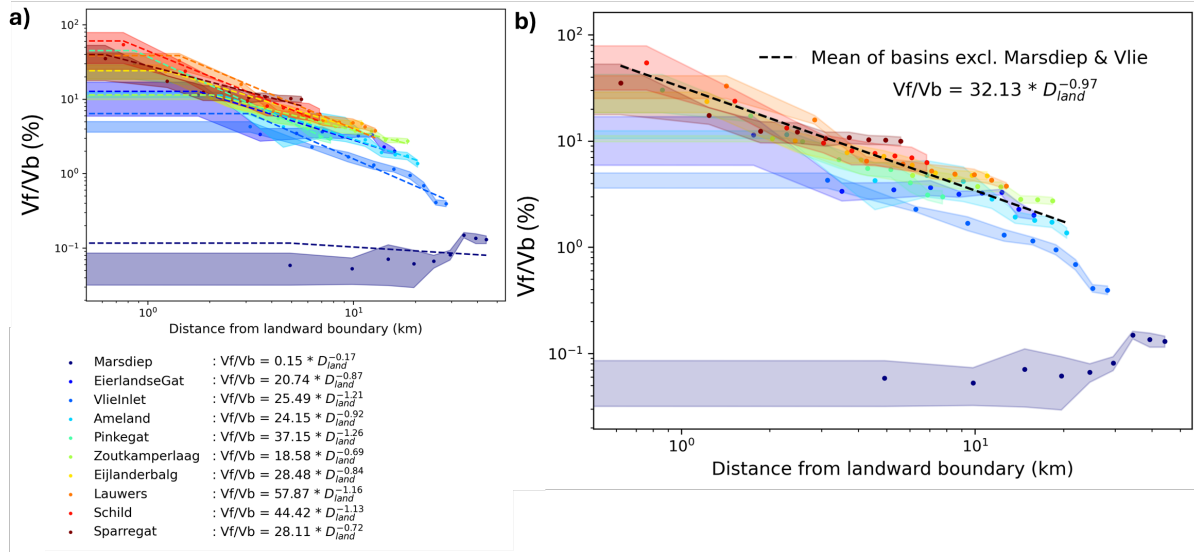 a)
10²
10¹
10⁰
10⁻¹
Vf/Vb (%)
10⁰
10¹
Distance from landward boundary (km)
Marsdiep : Vf/Vb = 0.15 * D_land^-0.17
EierlandseGat : Vf/Vb = 20.74 * D_land^-0.87
VlieInlet : Vf/Vb = 25.49 * D_land^-1.21
Ameland : Vf/Vb = 24.15 * D_land^-0.92
Pinkegat : Vf/Vb = 37.15 * D_land^-1.26
Zoutkamperlaag : Vf/Vb = 18.58 * D_land^-0.69
Eijlanderbalg : Vf/Vb = 28.48 * D_land^-0.84
Lauwers : Vf/Vb = 57.87 * D_land^-1.16
Schild : Vf/Vb = 44.42 * D_land^-1.13
Sparregat : Vf/Vb = 28.11 * D_land^-0.72
b)
10²
10¹
10⁰
10⁻¹
Vf/Vb (%)
Mean of basins excl. Marsdiep & Vlie
Vf/Vb = 32.13 * D_land^-0.97
10⁰
10¹
Distance from landward boundary (km)